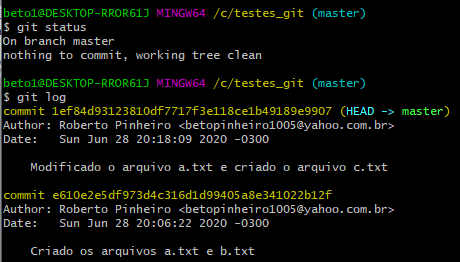 beto1@DESKTOP-RROR61J MINGW64 /c/testes_git (master)
$ git status
On branch master
nothing to commit, working tree clean
beto1@DESKTOP-RROR61J MINGW64 /c/testes_git (master)
$ git log
commit 1ef84d93123810df7717f3e118ce1b49189e9907 (HEAD -> master)
Author: Roberto Pinheiro <betopinheiro1005@yahoo.com.br>
Date:   Sun Jun 28 20:18:09 2020 -0300
    Modificado o arquivo a.txt e criado o arquivo c.txt
commit e610e2e5df973d4c316d1d99405a8e341022b12f
Author: Roberto Pinheiro <betopinheiro1005@yahoo.com.br>
Date:   Sun Jun 28 20:06:22 2020 -0300
    Criado os arquivos a.txt e b.txt